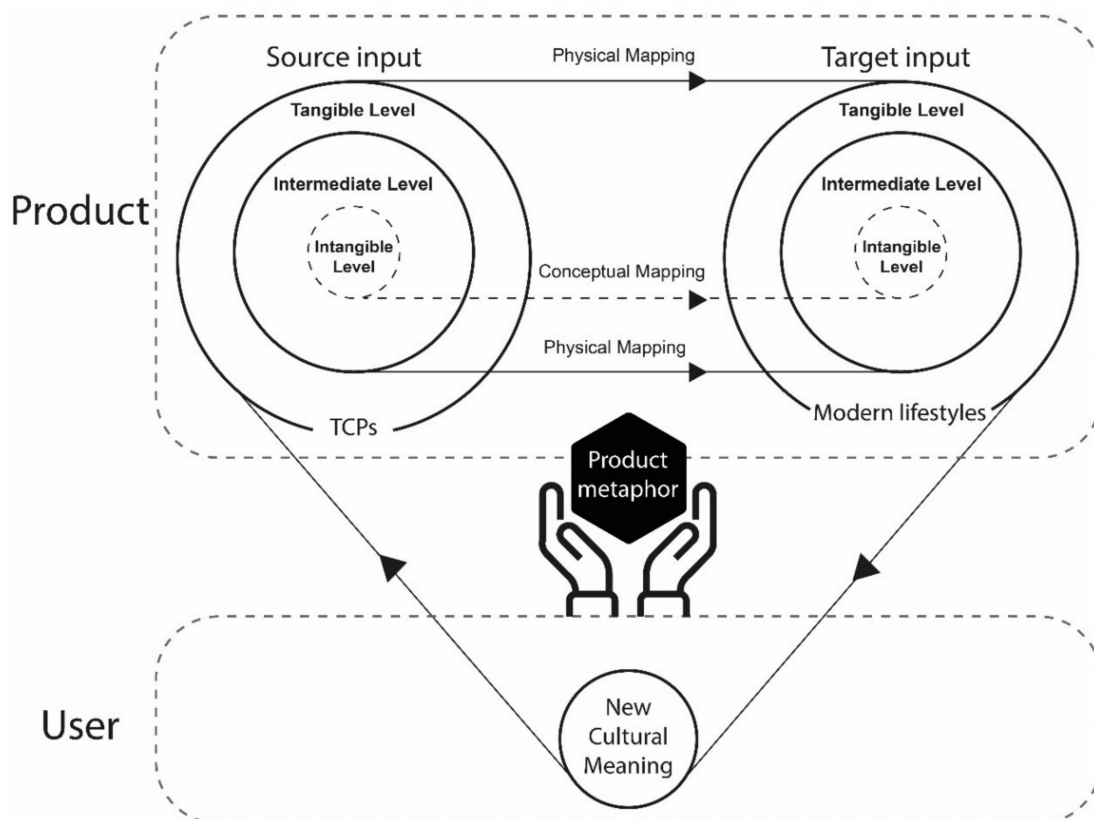 Source input
Physical Mapping
Target input
Tangible Level
Tangible Level
Intermediate Level
Intermediate Level
Product
Intangible
Level
Intangible
Level
Conceptual Mapping
Physical Mapping
TCPs
Modern lifestyles
Product
metaphor
User
New
Cultural
Meaning